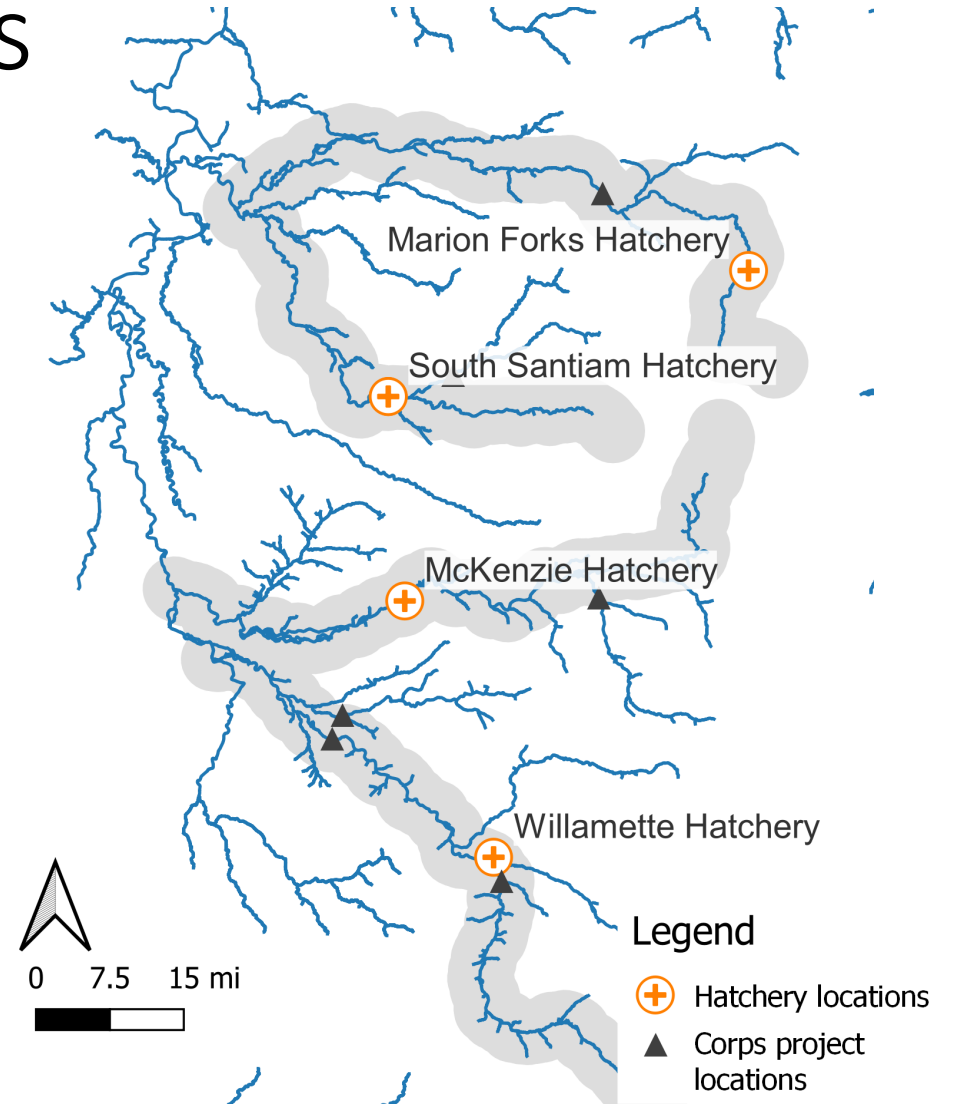 S
Marion Forks Hatchery
South Santiam Hatchery
McKenzie Hatchery
Willamette Hatchery
Legend
0 7.5 15 mi
Hatchery locations
Corps project
locations